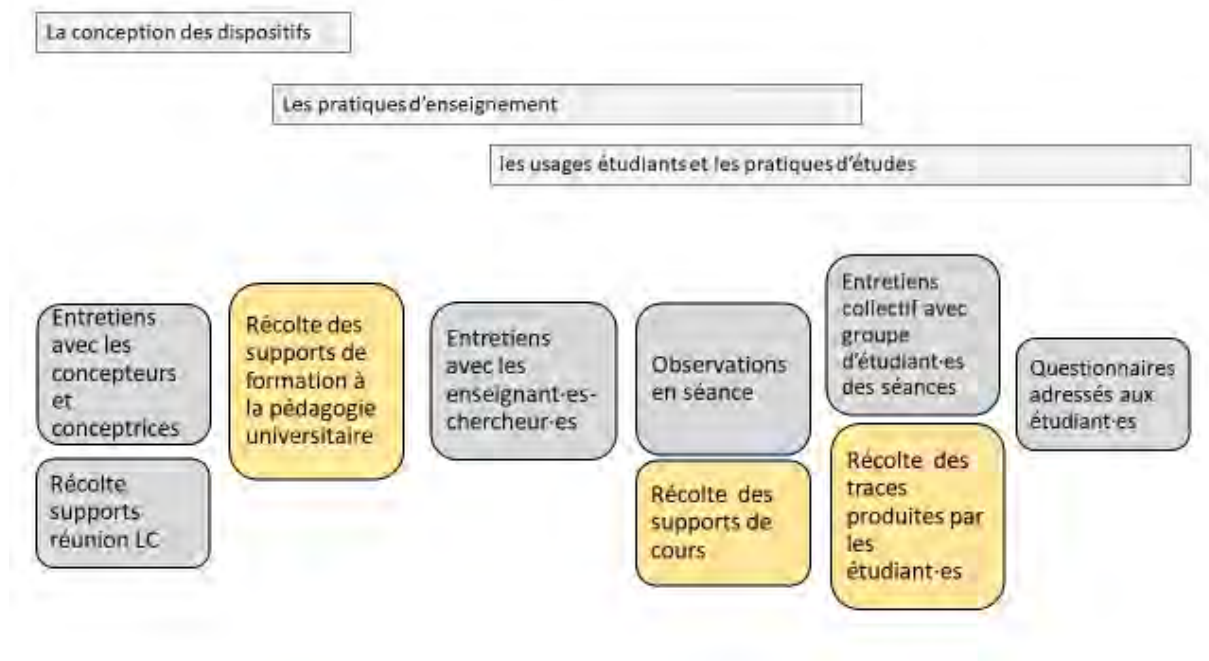 La conception des dispositifs
Les pratiques d'enseignement
les usages étudiants et les pratiques d'études
Entretiens
avec les
concepteurs
et
conceptrices
Récolte
supports
réunion LC
Récolte des
supports de
formation à
la pédagogie
universitaire
Entretiens
avec les
enseignant·es-
chercheur·es
Observations
en séance
Récolte des
supports de
cours
Entretiens
collectif avec
groupe
d'étudiant·es
des séances
Récolte des
traces
produites par
les
étudiant·es
Questionnaires
adressés aux
étudiant·es